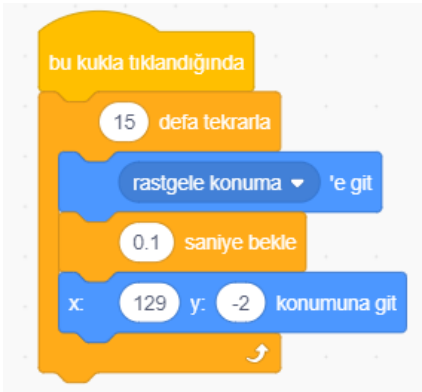 bu kukla tıklandığında
15 defa tekrarla
rastgele konuma 'e git
0.1 saniye bekle
x: 129 y: -2 konumuna git